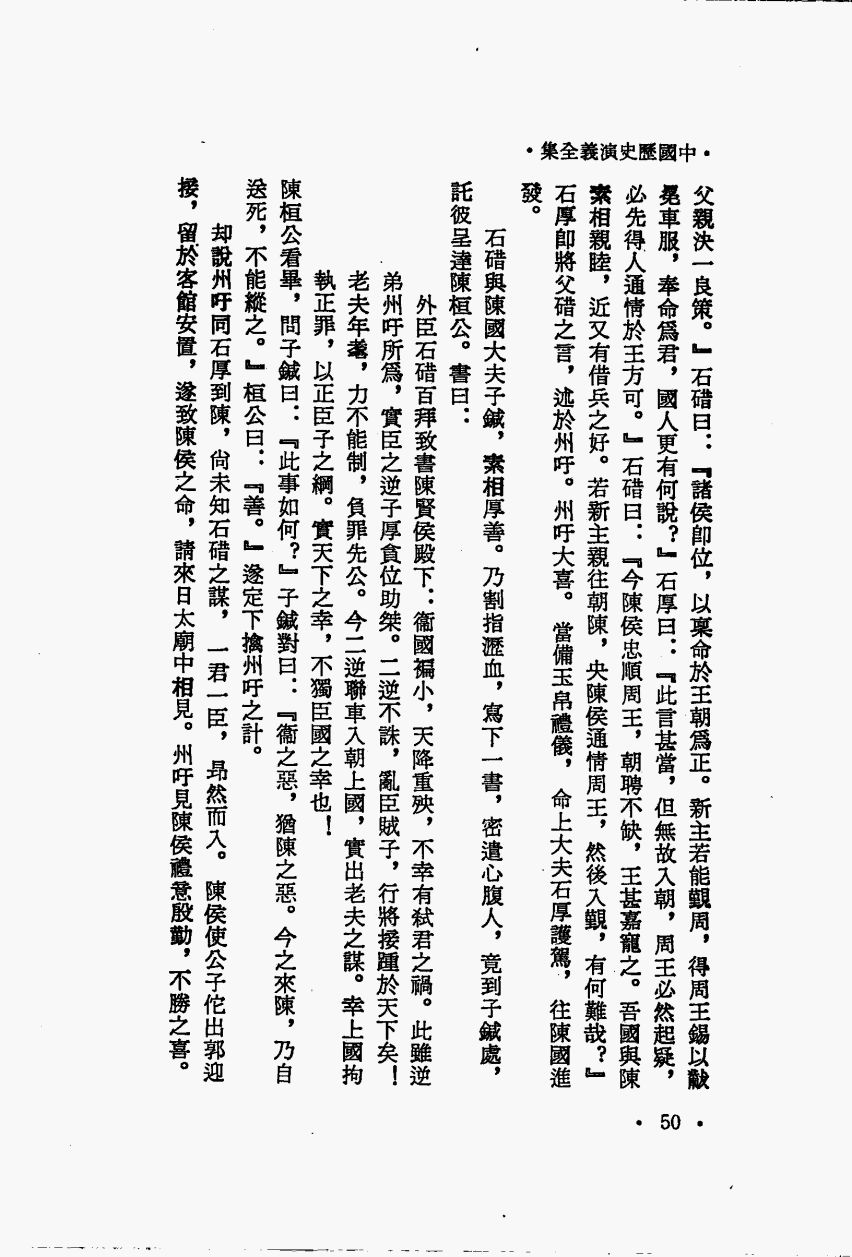 •中國歷史演義全集•
父親決一良策。』石碏曰：『諸侯卽位，以稟命於王朝爲正。新主若能覲周，得周王錫以黻
冕車服，奉命爲君，國人更有何說？』石厚曰：『此言甚當，但無故入朝，周王必然起疑，
必先得人通情於王方可。』石碏曰：『今陳侯忠順周王，朝聘不缺，王甚嘉寵之。吾國與陳
素相親睦，近又有借兵之好。若新主親往朝陳，央陳侯通情周王，然後入覲，有何難哉？』
石厚卽將父碏之言，述於州吁。州吁大喜。當備玉帛禮儀，命上大夫石厚護駕，往陳國進
發。
石碏與陳國大夫子鍼，素相厚善。乃割指瀝血，寫下一書，密遣心腹人，竟到子鍼處，
託彼呈達陳桓公。書曰：
外臣石碏百拜致書陳賢侯殿下：衞國褊小，天降重殃，不幸有弒君之禍。此雖逆
弟州吁所爲，實臣之逆子厚貪位助桀。二逆不誅，亂臣賊子，行將接踵於天下矣！
老夫年耄，力不能制，負罪先公。今二逆聯車入朝上國，實出老夫之謀。幸上國拘
執正罪，以正臣子之綱。實天下之幸，不獨臣國之幸也！
陳桓公看畢，問子鍼曰：『此事如何？』子鍼對曰：『衞之惡，猶陳之惡。今之來陳，乃自
送死，不能縱之。』桓公曰：『善。』遂定下擒州吁之計。
却說州吁同石厚到陳，尚未知石碏之謀，一君一臣，昂然而入。陳侯使公子佗出郭迎
接，留於客館安置，遂致陳侯之命，請來日太廟中相見。州吁見陳侯禮意殷勤，不勝之喜。
•50•